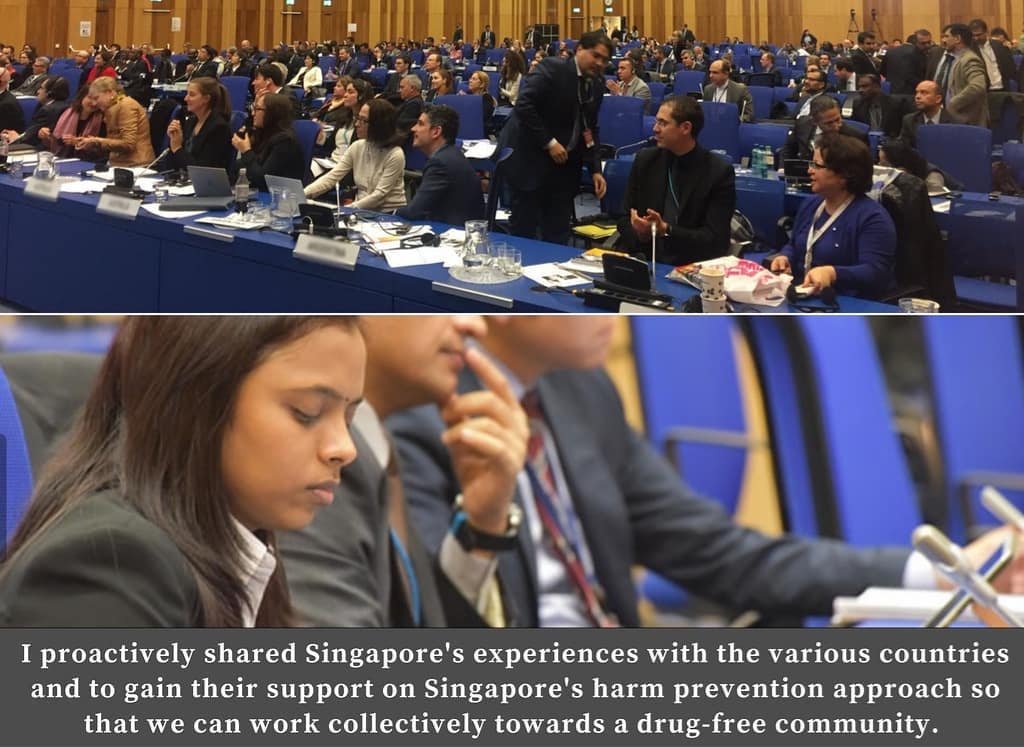 I proactively shared Singapore's experiences with the various countries
and to gain their support on Singapore's harm prevention approach so
that we can work collectively towards a drug-free community.